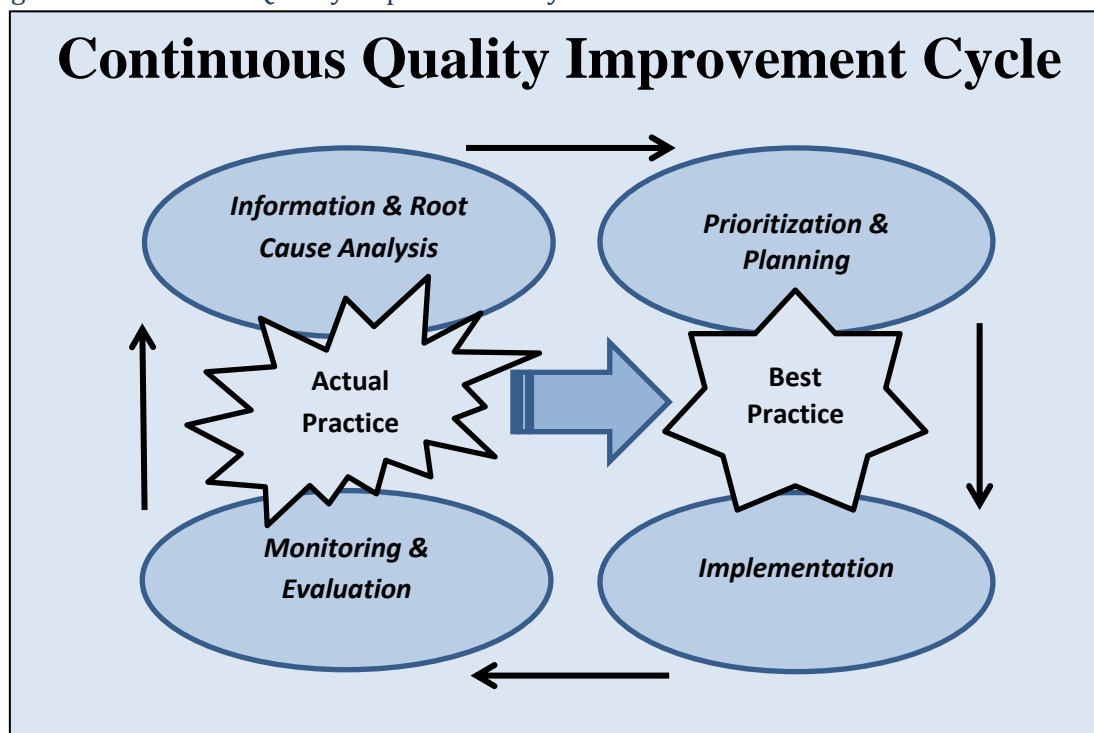 Continuous Quality Improvement Cycle
Information & Root
Cause Analysis
Prioritization &
Planning
Actual
Practice
Best
Practice
Monitoring &
Evaluation
Implementation